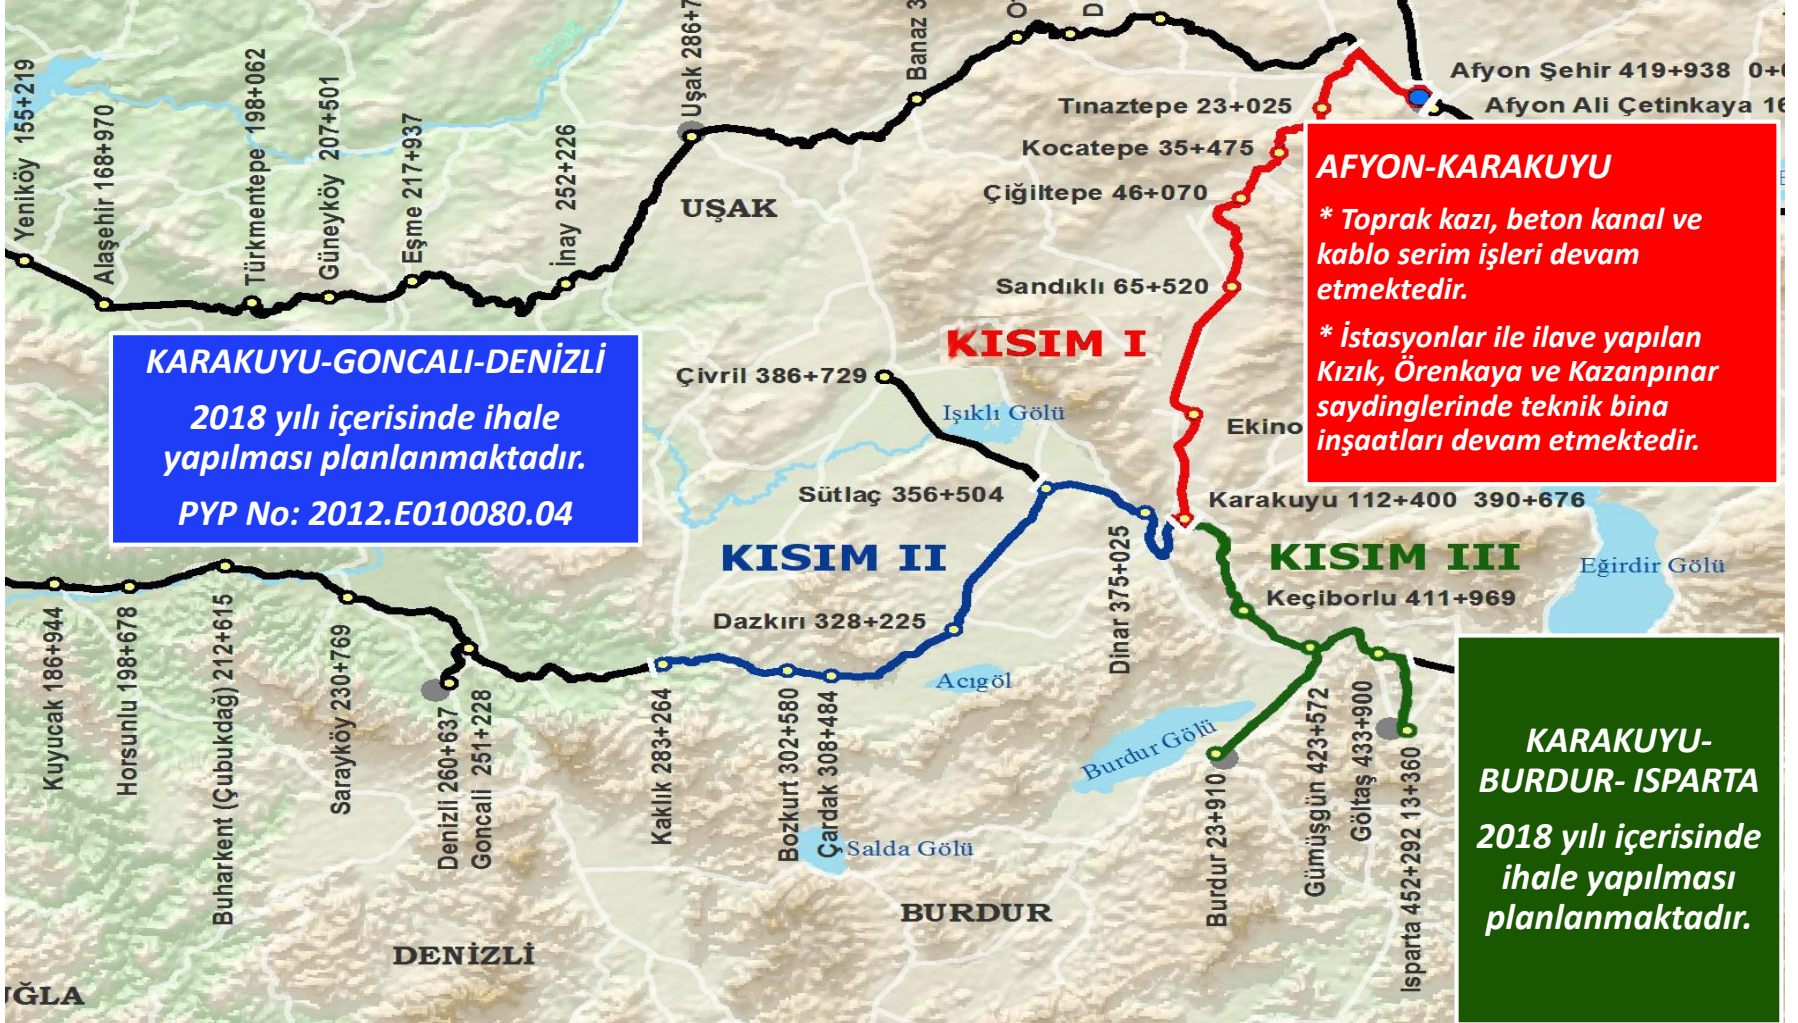 Yeniköy 155+219
Alaşehir 168+970
Türkmentepe 198+062
Güneyköy 207+501
Eşme 217+937
İnay 252+226
GEDİZ
Uşak 286+7
Banaz 3
O
D
UŞAK
Afyon Şehir 419+938 0+0
Afyon Ali Çetinkaya 16
Tınaztepe 23+025
Kocatepe 35+475
Çiğiltepe 46+070
Sandıklı 65+520
AFYON-KARAKUYU
* Toprak kazı, beton kanal ve
kablo serim işleri devam
etmektedir.
* İstasyonlar ile ilave yapılan
Kızık, Örenkaya ve Kazanpınar
saydinglerinde teknik bina
inşaatları devam etmektedir.
KISIM I
KARAKUYU-GONCALI-DENİZLİ
2018 yılı içerisinde ihale
yapılması planlanmaktadır.
PYP No: 2012.E010080.04
Çivril 386+729
Işıklı Gölü
Ekino
Sütlaç 356+504
Karakuyu 112+400 390+676
KISIM II
Dinar 375+025
KISIM III
Eğirdir Gölü
Keçiborlu 411+969
Dazkırı 328+225
Acıgöl
Kuyucak 186+944
Horsunlu 198+678
Buharkent (Çubukdağı) 212+615
Sarayköy 230+769
Denizli 260+637
Goncali 251+228
Kaklık 283+264
Bozkurt 302+580
Çardak 308+484
Salda Gölü
Burdur Gölü
Burdur 23+910
Gümüşgün 423+572
Göltaş 433+900
Isparta 452+292 13+360
KARAKUYU-
BURDUR- ISPARTA
2018 yılı içerisinde
ihale yapılması
planlanmaktadır.
BURDUR
DENİZLİ
ĞLA